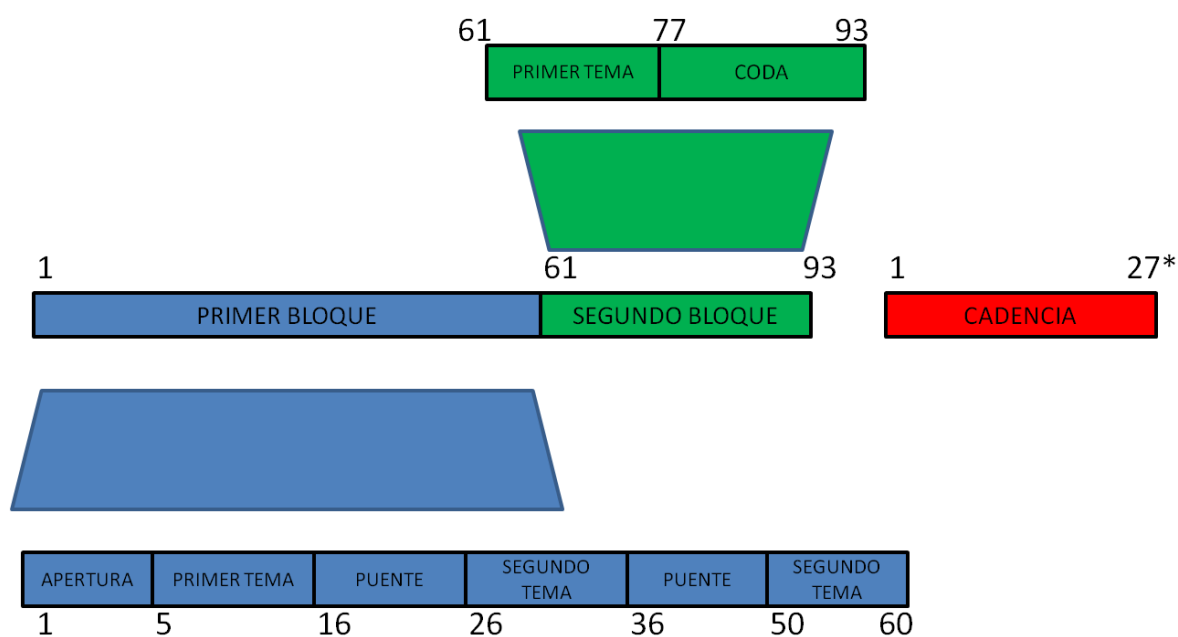 61 77 93
PRIMER TEMA CODA
1 61 93 1 27*
PRIMER BLOQUE SEGUNDO BLOQUE CADENCIA
APERTURA PRIMER TEMA PUENTE SEGUNDO TEMA PUENTE SEGUNDO TEMA
1 5 16 26 36 50 60